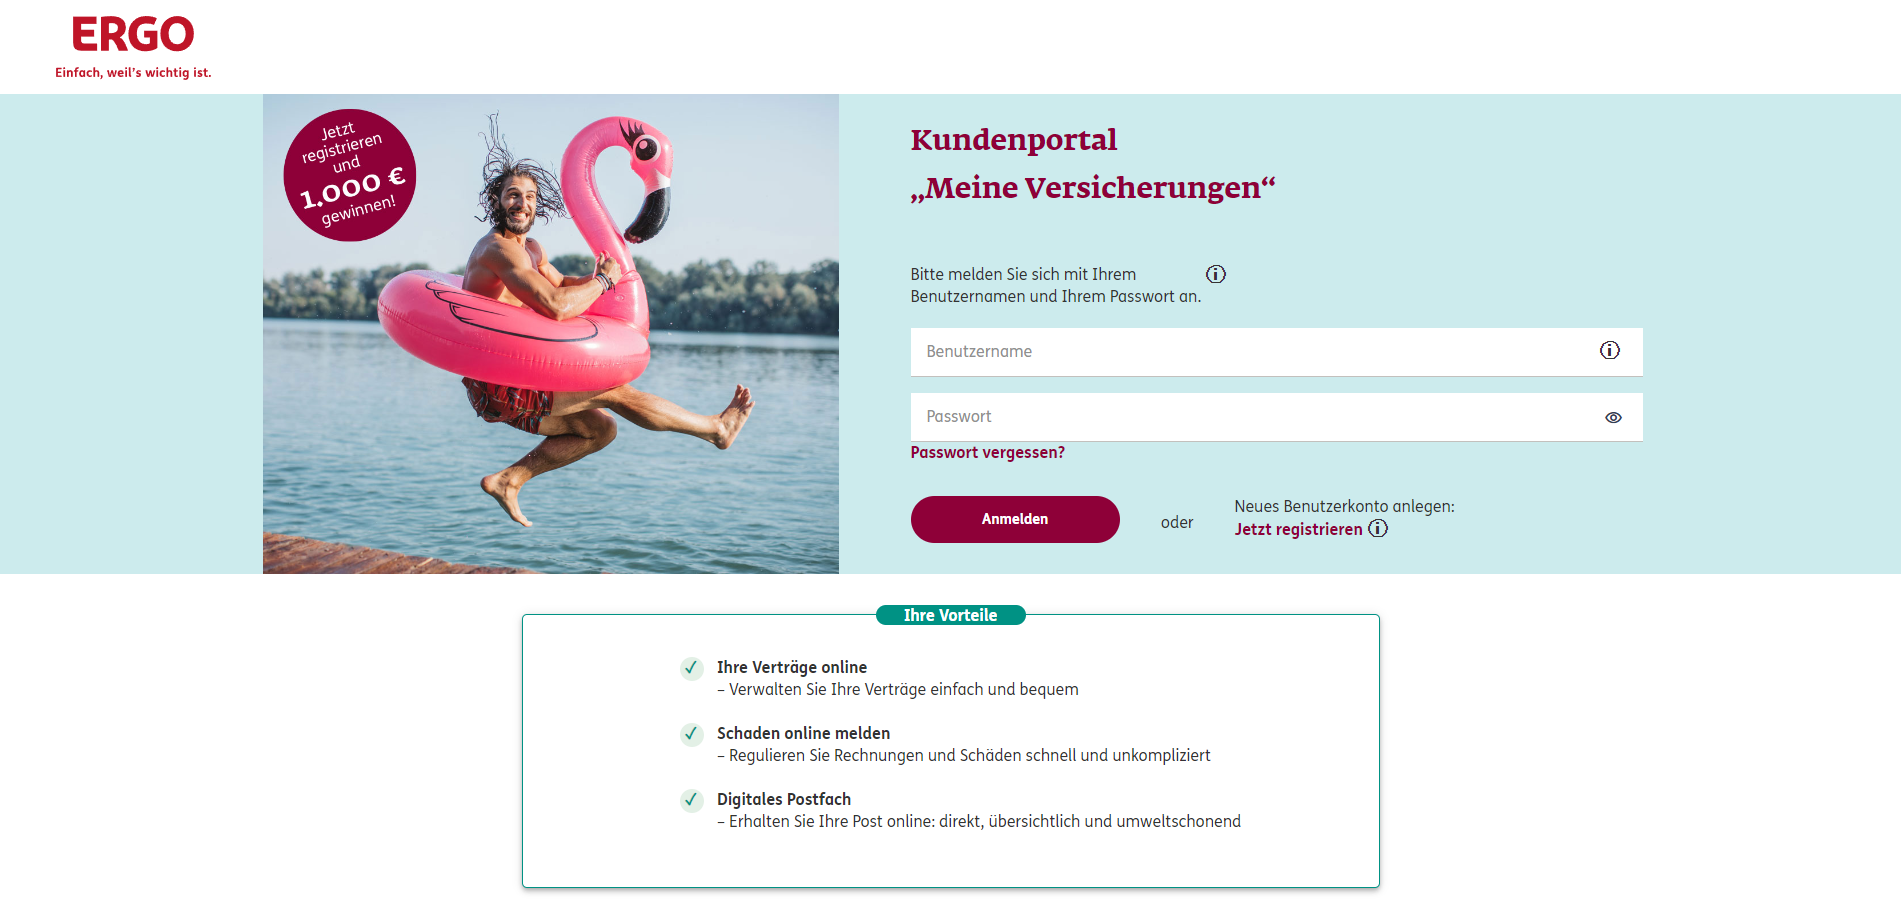 ERGO
Einfach, weil's wichtig ist.
Jetzt
registrieren
und
1.000 €
gewinnen!
Kundenportal
„Meine Versicherungen“
Bitte melden Sie sich mit Ihrem
Benutzernamen und Ihrem Passwort an.
Benutzername
Passwort
Passwort vergessen?
Anmelden
oder
Neues Benutzerkonto anlegen:
Jetzt registrieren
Ihre Vorteile
Ihre Verträge online
– Verwalten Sie Ihre Verträge einfach und bequem
Schaden online melden
– Regulieren Sie Rechnungen und Schäden schnell und unkompliziert
Digitales Postfach
– Erhalten Sie Ihre Post online: direkt, übersichtlich und umweltschonend